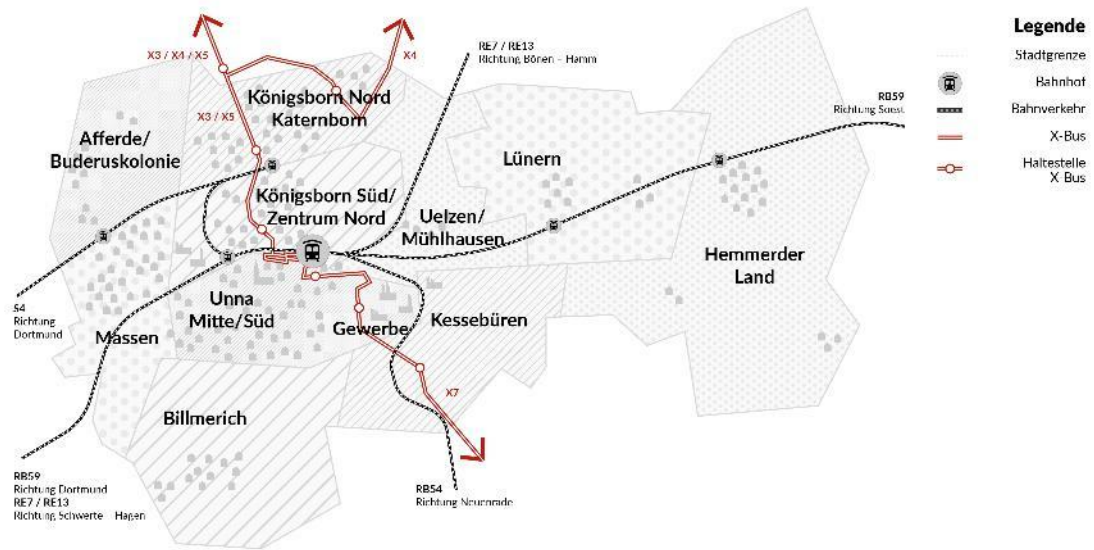 X3 / X4 / X5
X4
RE7 / RE13
Richtung Bönen – Hamm
Legende
Stadtgrenze
Bahnhof
Bahnverkehr
X-Bus
Haltestelle
X-Bus
RB59
Richtung Soest
Königsborn Nord
Katernborn
X3 / X5
Afferde/
Buderuskolonie
Lünern
Königsborn Süd/
Zentrum Nord
Uelzen/
Mühlhausen
Hemmerder
Land
S4
Richtung
Dortmund
Massen
Unna
Mitte/Süd
Gewerbe
Kessebüren
X7
Billmerich
RB59
Richtung Dortmund
RE7 / RE13
Richtung Schwerte – Hagen
RB54
Richtung Neuenrade